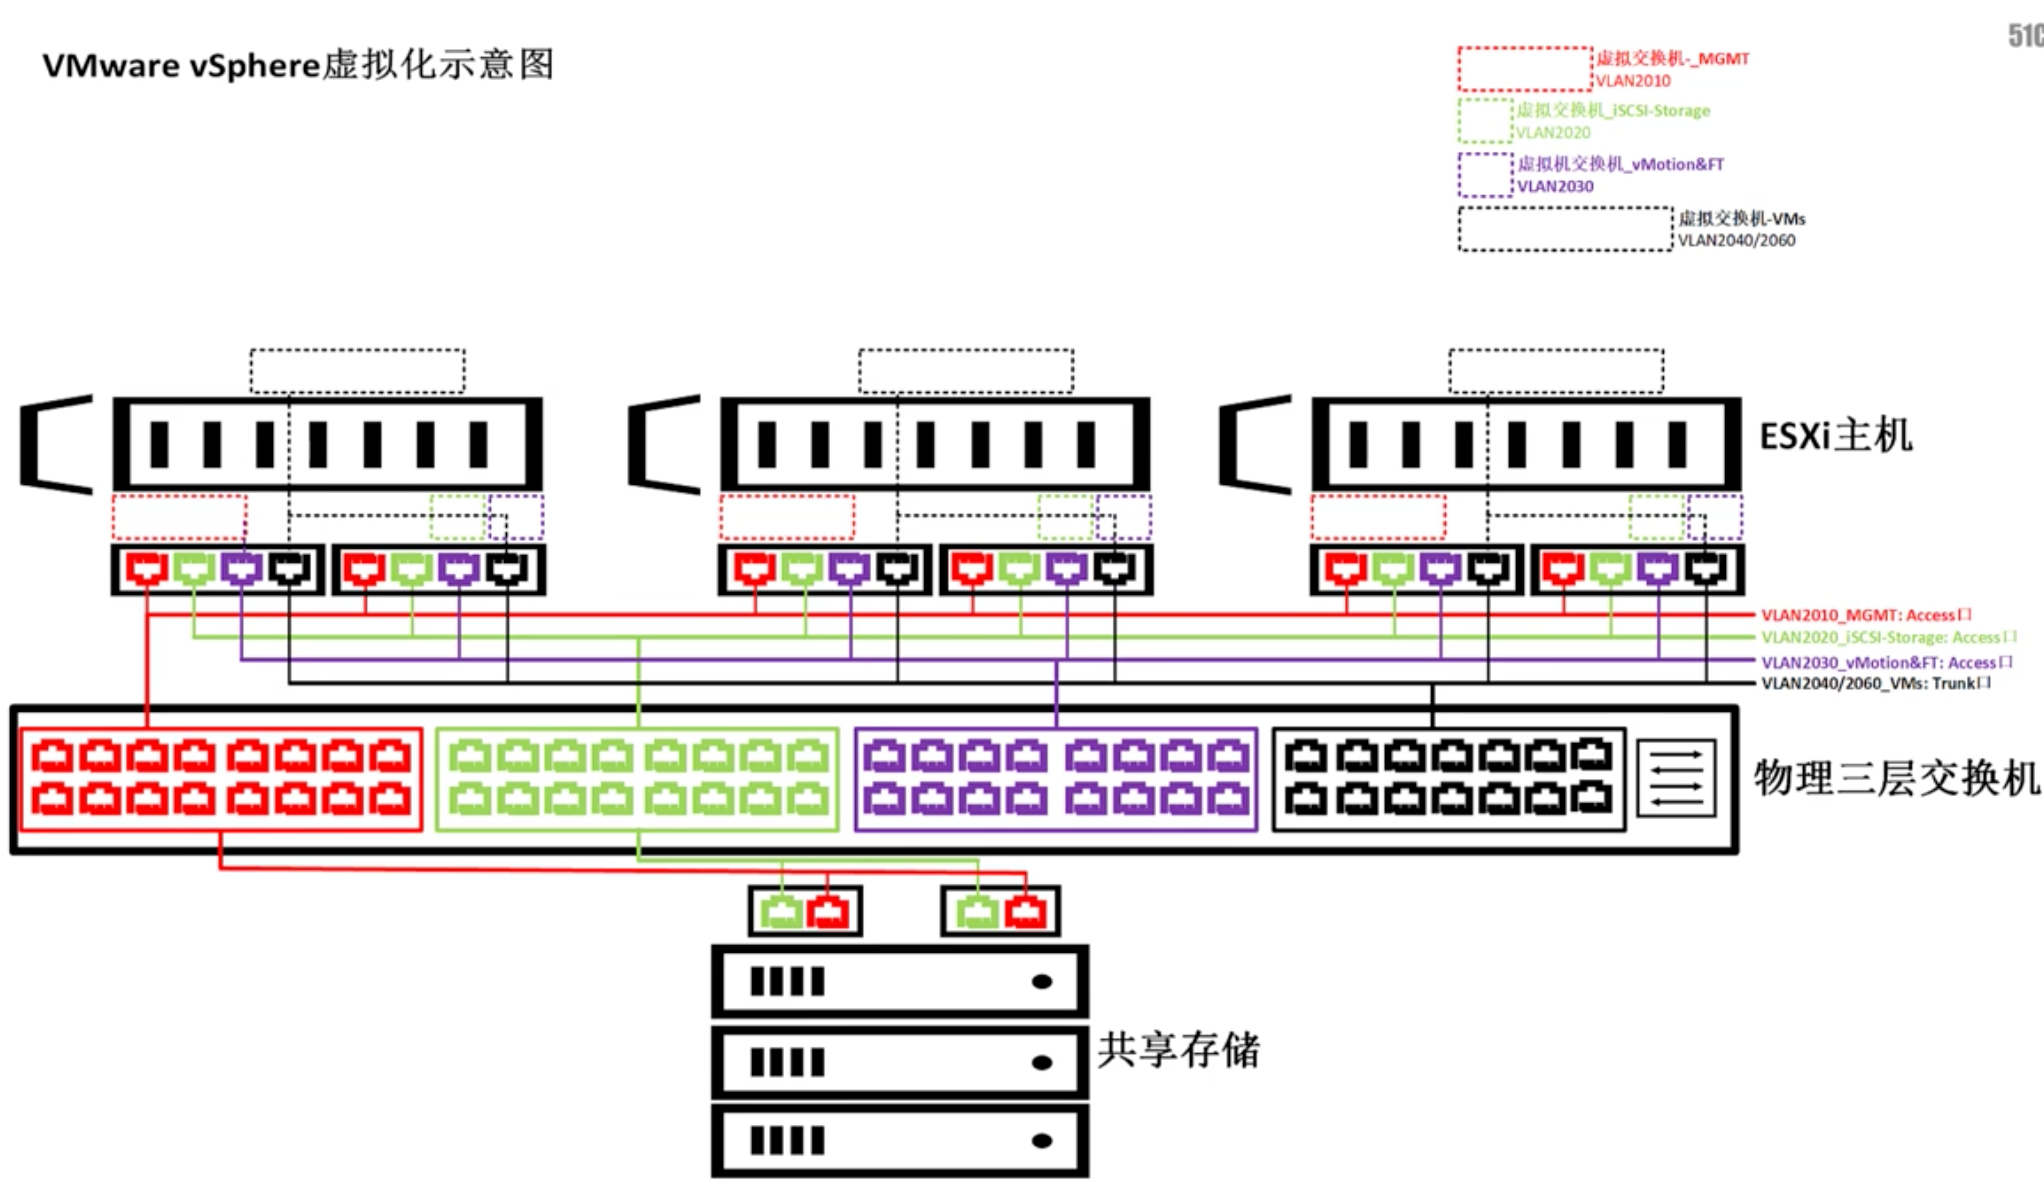 VMware vSphere虚拟化示意图
51C
虚拟交换机-_MGMT
VLAN2010
虚拟交换机_iSCSI-Storage
VLAN2020
虚拟机交换机_vMotion&FT
VLAN2030
虚拟交换机-VMs
VLAN2040/2060
ESXi主机
VLAN2010_MGMT: Access口
VLAN2020_iSCSI-Storage: Access口
VLAN2030_vMotion&FT: Access口
VLAN2040/2060_VMs: Trunk口
物理三层交换机
共享存储